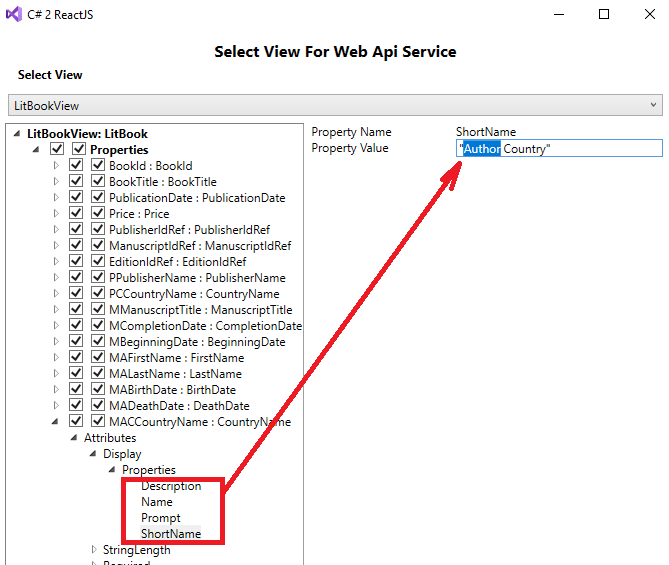 C# 2 ReactJS
Select View For Web Api Service
Select View
LitBookView
LitBookView: LitBook
Properties
BookId : BookId
BookTitle : BookTitle
PublicationDate : PublicationDate
Price : Price
PublisherIdRef : PublisherIdRef
ManuscriptIdRef : ManuscriptIdRef
EditionIdRef : EditionIdRef
PPublisherName : PublisherName
PCCountryName : CountryName
MManuscriptTitle : ManuscriptTitle
MCompletionDate : CompletionDate
MBeginningDate : BeginningDate
MAFirstName : FirstName
MALastName : LastName
MABirthDate : BirthDate
MADeathDate : DeathDate
MACCountryName : CountryName
Attributes
Display
Properties
Description
Name
Prompt
ShortName
StringLength
Required
Property Name ShortName
Property Value "Author Country"